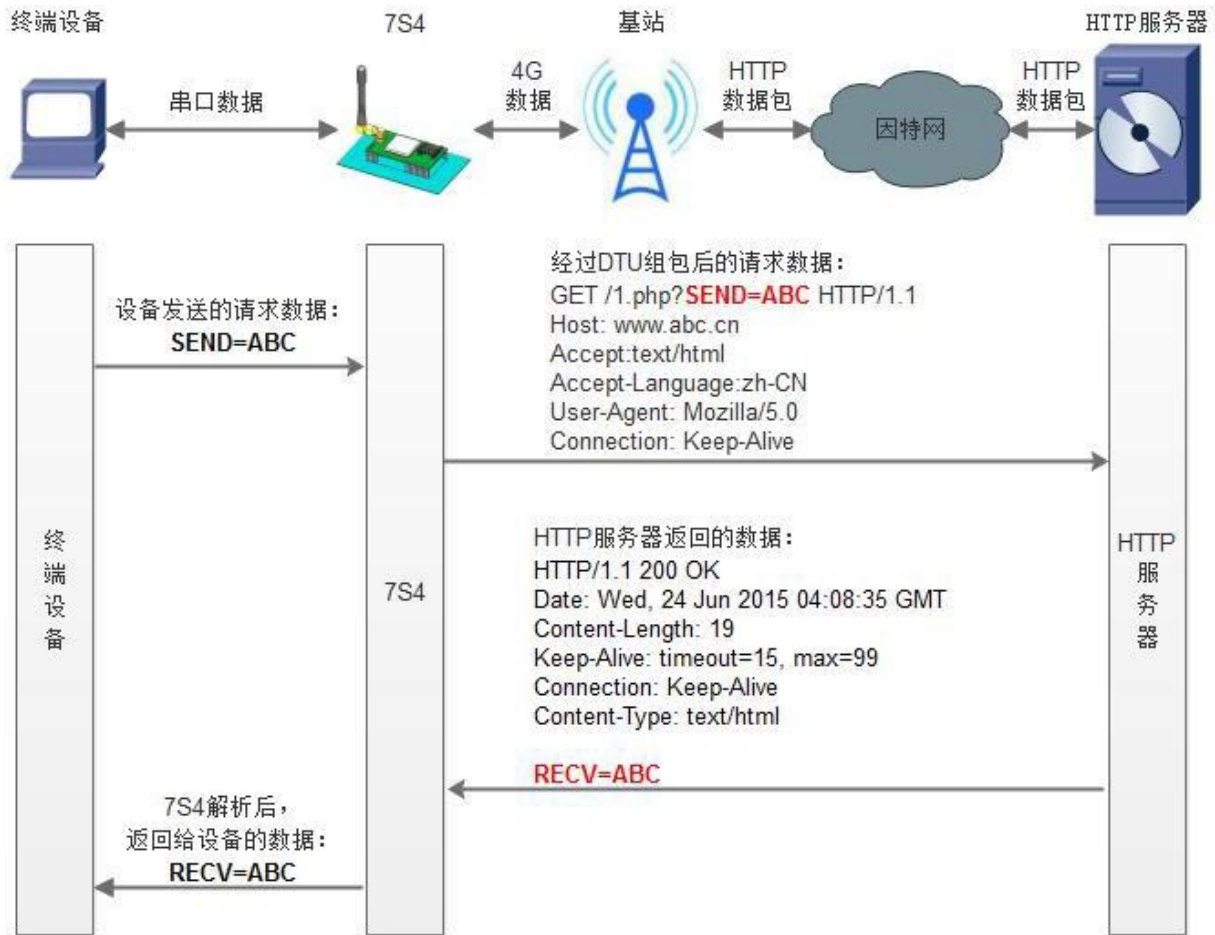 终端设备
7S4
基站
HTTP服务器
串口数据
4G
数据
HTTP
数据包
因特网
HTTP
数据包
设备发送的请求数据：
SEND=ABC
经过DTU组包后的请求数据：
GET /1.php?SEND=ABC HTTP/1.1
Host: www.abc.cn
Accept:text/html
Accept-Language:zh-CN
User-Agent: Mozilla/5.0
Connection: Keep-Alive
终
端
设
备
7S4
HTTP
服
务
器
HTTP服务器返回的数据：
HTTP/1.1 200 OK
Date: Wed, 24 Jun 2015 04:08:35 GMT
Content-Length: 19
Keep-Alive: timeout=15, max=99
Connection: Keep-Alive
Content-Type: text/html
RECV=ABC
7S4解析后，
返回给设备的数据：
RECV=ABC